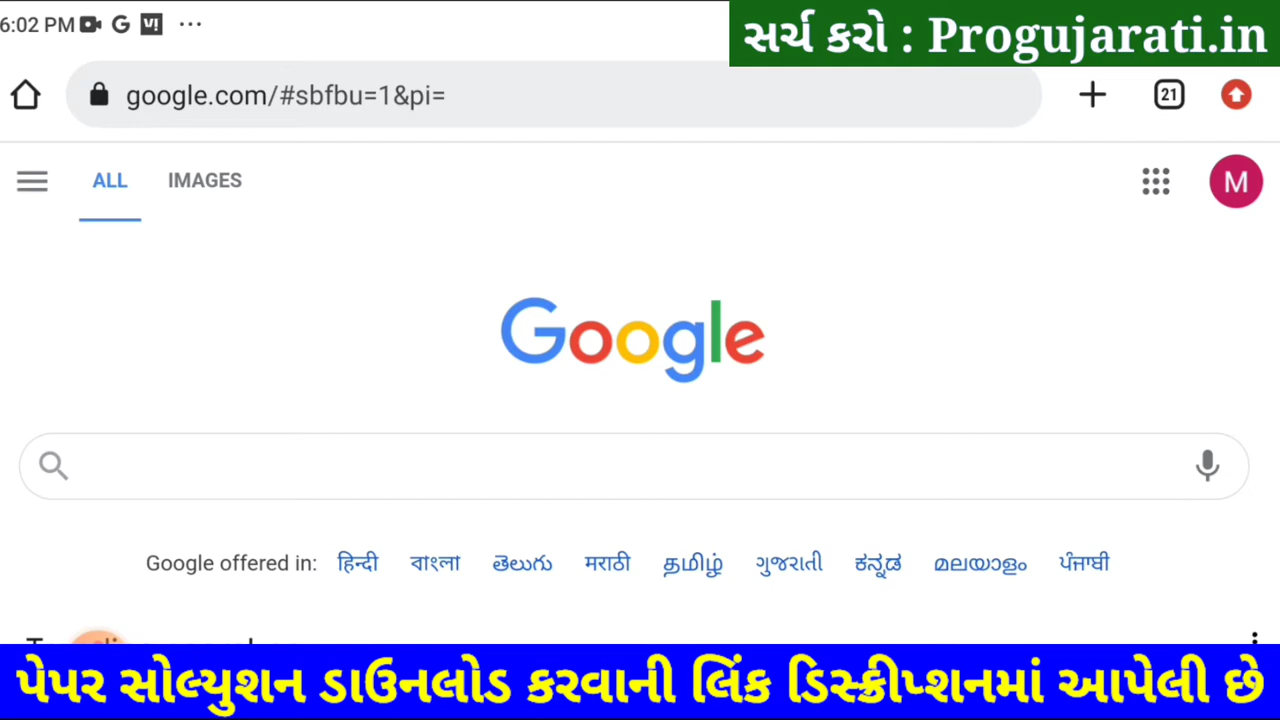 6:02 PM G V! ...
સર્ચ કરો : Progujarati.in
google.com/#sbfbu=1&pi=
21
ALL IMAGES
M
Google
Google offered in: हिन्दी বাংলা తెలుగు मराठी தமிழ் ગુજરાતી ಕನ್ನಡ മലയാളം ਪੰਜਾਬੀ
પેપર સોલ્યુશન ડાઉનલોડ કરવાની લિંક ડિસ્ક્રીપ્શનમાં આપેલી છે